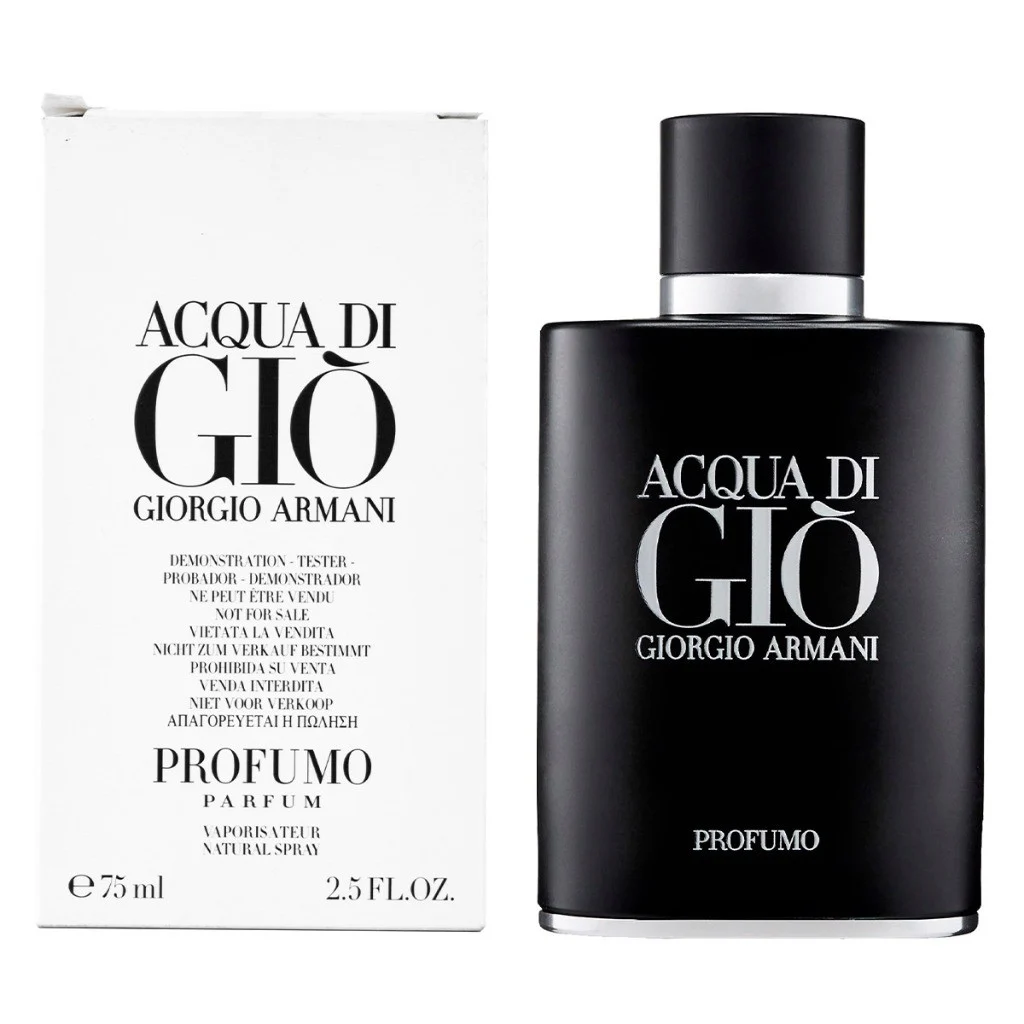 ACQUA DI
GIÒ
GIORGIO ARMANI
DEMONSTRATION - TESTER -
PROBADOR - DEMONSTRADOR
NE PEUT ÊTRE VENDU
NOT FOR SALE
VIETATA LA VENDITA
NICHT ZUM VERKAUF BESTIMMT
PROHIBIDA SU VENTA
VENDA INTERDITA
NIET VOOR VERKOOP
ΑΠΑΓΟΡΕΥΕΤΑΙ Η ΠΩΛΗΣΗ
PROFUMO
PARFUM
VAPORISATEUR
NATURAL SPRAY
℮ 75 ml 2.5 FL.OZ.
ACQUA DI
GIÒ
GIORGIO ARMANI
PROFUMO